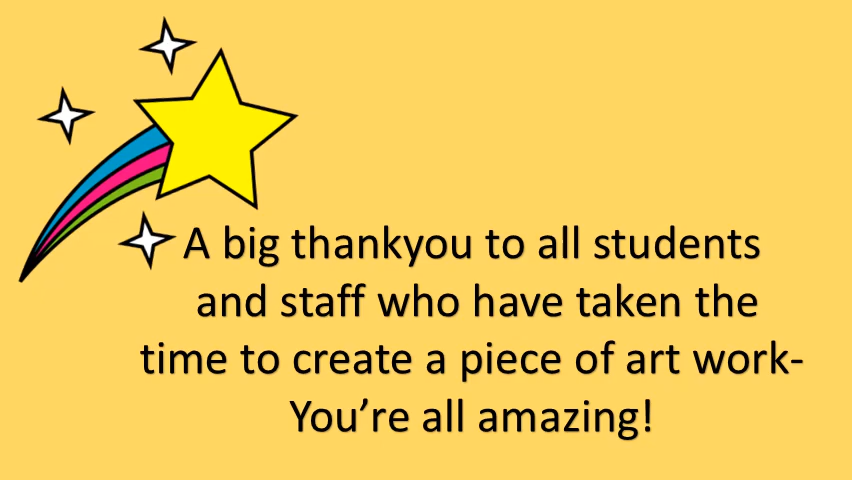 A big thankyou to all students
and staff who have taken the
time to create a piece of art work-
You’re all amazing!